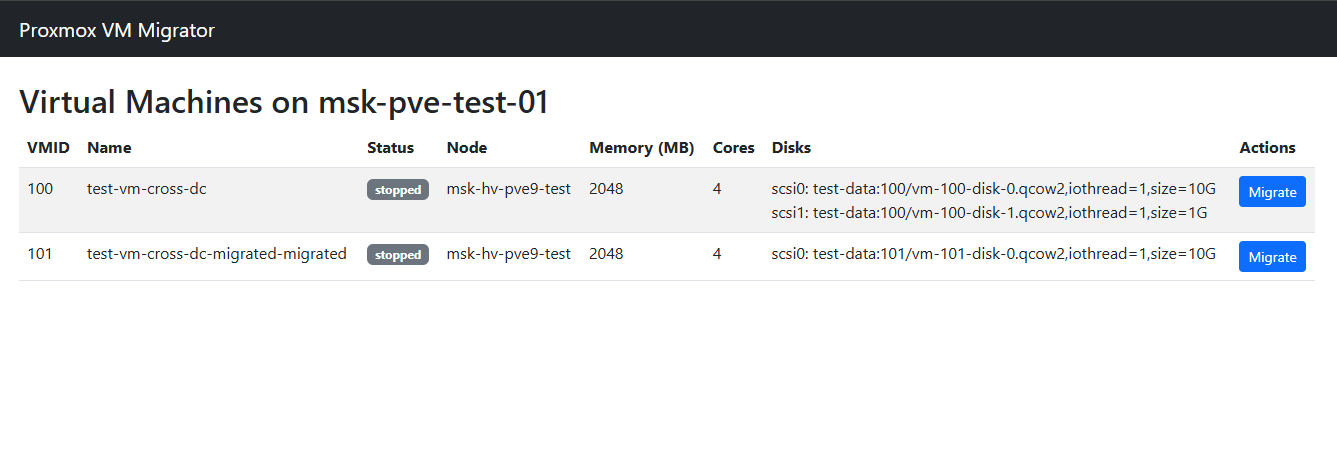 Proxmox VM Migrator
Virtual Machines on msk-pve-test-01
VMID Name Status Node Memory (MB) Cores Disks Actions
100 test-vm-cross-dc stopped msk-hv-pve9-test 2048 4 scsi0: test-data:100/vm-100-disk-0.qcow2,iothread=1,size=10G Migrate
scsi1: test-data:100/vm-100-disk-1.qcow2,iothread=1,size=1G
101 test-vm-cross-dc-migrated-migrated stopped msk-hv-pve9-test 2048 4 scsi0: test-data:101/vm-101-disk-0.qcow2,iothread=1,size=10G Migrate